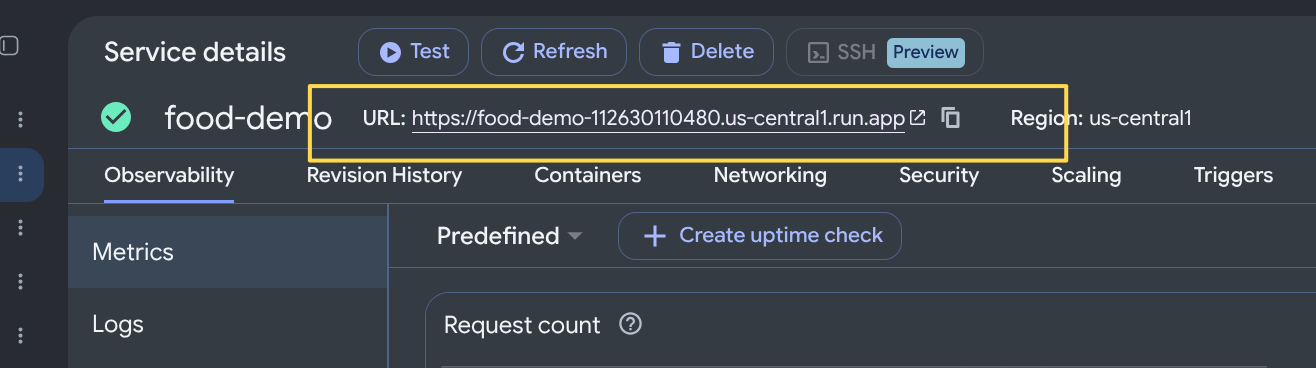 Service details Test Refresh Delete SSH Preview
food-demo URL: https://food-demo-112630110480.us-central1.run.app Region: us-central1
Observability Revision History Containers Networking Security Scaling Triggers
Metrics Predefined Create uptime check
Logs Request count